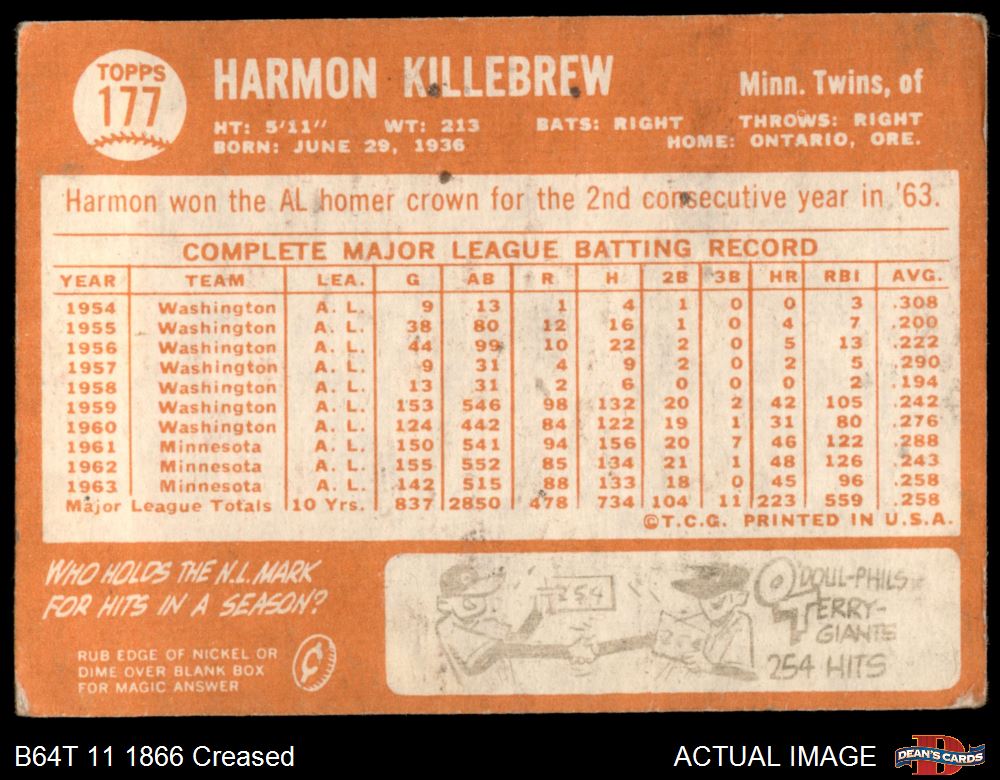 TOPPS
177
HARMON KILLEBREW
Minn. Twins, of
HT: 5'11" WT: 213 BATS: RIGHT THROWS: RIGHT
BORN: JUNE 29, 1936 HOME: ONTARIO, ORE.
Harmon won the AL homer crown for the 2nd consecutive year in '63.
COMPLETE MAJOR LEAGUE BATTING RECORD
YEAR TEAM LEA. G AB R H 2B 3B HR RBI AVG.
1954 Washington A. L. 9 13 1 4 1 0 0 3 .308
1955 Washington A. L. 38 80 12 16 1 0 4 7 .200
1956 Washington A. L. 44 99 10 22 2 0 5 13 .222
1957 Washington A. L. 9 31 4 9 2 0 2 5 .290
1958 Washington A. L. 13 31 2 6 0 0 0 2 .194
1959 Washington A. L. 153 546 98 132 20 2 42 105 .242
1960 Washington A. L. 124 442 84 122 19 1 31 80 .276
1961 Minnesota A. L. 150 541 94 156 20 7 46 122 .288
1962 Minnesota A. L. 155 552 85 134 21 1 48 126 .243
1963 Minnesota A. L. 142 515 88 133 18 0 45 96 .258
Major League Totals 10 Yrs. 837 2850 478 734 104 11 223 559 .258
©T.C.G. PRINTED IN U.S.A.
WHO HOLDS THE N.L. MARK
FOR HITS IN A SEASON?
RUB EDGE OF NICKEL OR
DIME OVER BLANK BOX
FOR MAGIC ANSWER
¢
254
254
O'DOUL-PHILS
TERRY-
GIANTS
254 HITS
B64T 11 1866 Creased
ACTUAL IMAGE
D
DEAN'S CARDS